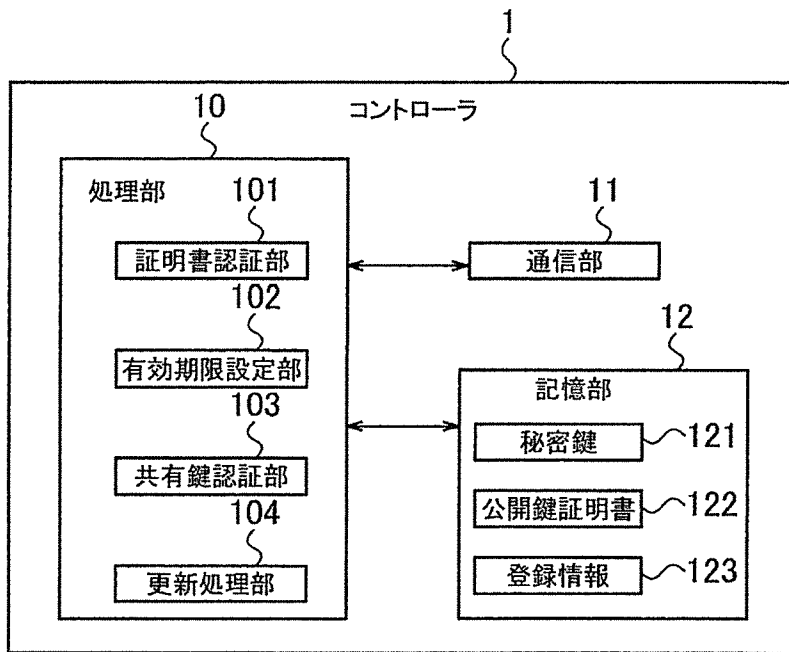 1
コントローラ
10
処理部
101
証明書認証部
102
有効期限設定部
103
共有鍵認証部
104
更新処理部
11
通信部
12
記憶部
秘密鍵 121
公開鍵証明書 122
登録情報 123